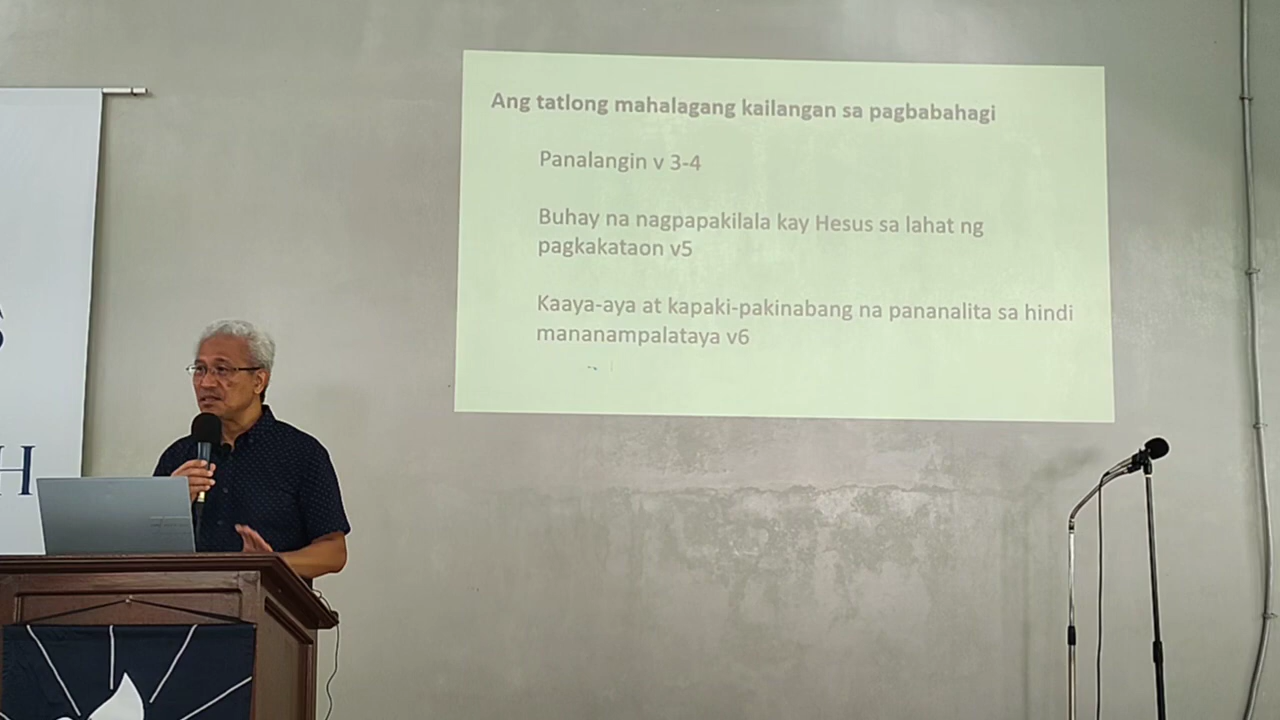 Ang tatlong mahalagang kailangan sa pagbabahagi
Panalangin v 3-4
Buhay na nagpapakilala kay Hesus sa lahat ng
pagkakataon v5
Kaaya-aya at kapaki-pakinabang na pananalita sa hindi
mananampalataya v6
H